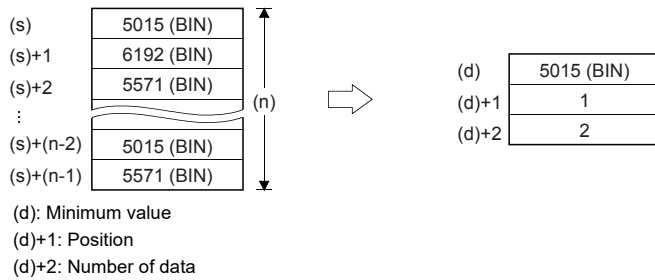 (s) 5015 (BIN)
(s)+1 6192 (BIN)
(s)+2 5571 (BIN)
⋮
(s)+(n-2) 5015 (BIN)
(s)+(n-1) 5571 (BIN)
(n)
(d) 5015 (BIN)
(d)+1 1
(d)+2 2
(d): Minimum value
(d)+1: Position
(d)+2: Number of data